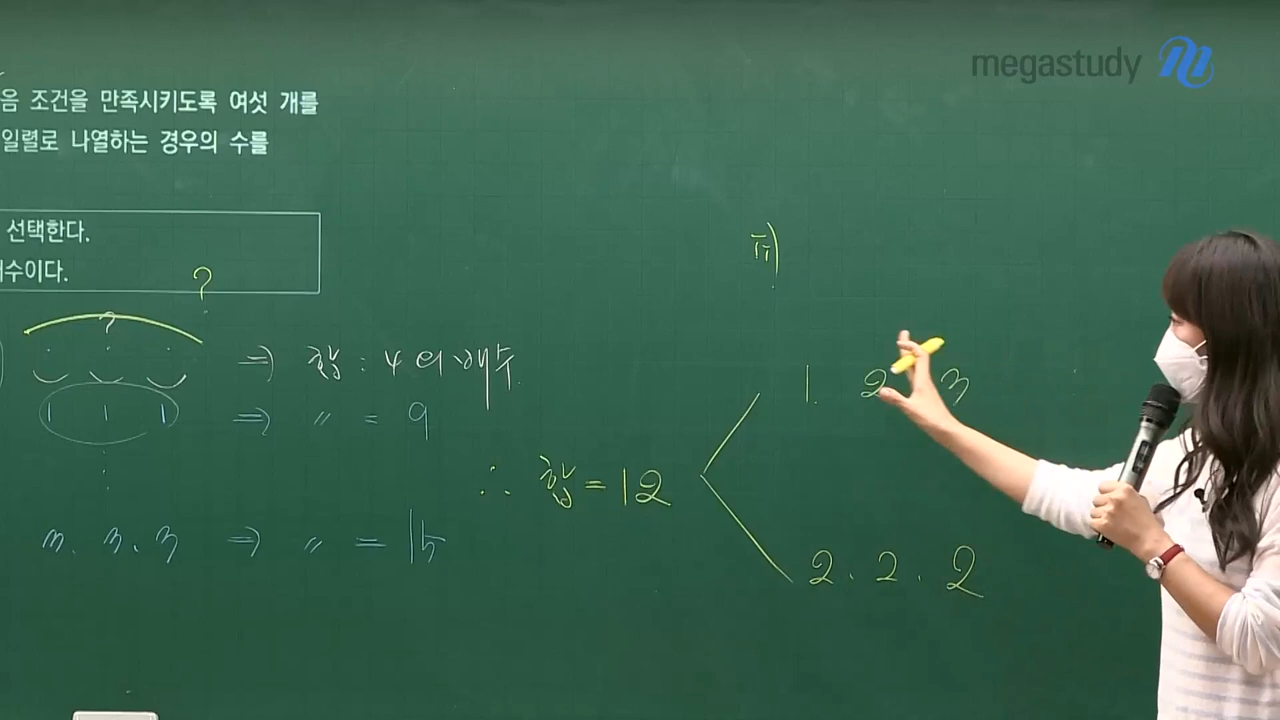 megastudy
음 조건을 만족시키도록 여섯 개를
일렬로 나열하는 경우의 수를
선택한다.
배수이다.
?
?
⇒ 합 : 4의 배수.
1 1 1 ⇒ 〃 = 9
3. 3. 3 ⇒ 〃 = 15
∴ 합 = 12
ii)
1. 2 3
2. 2. 2